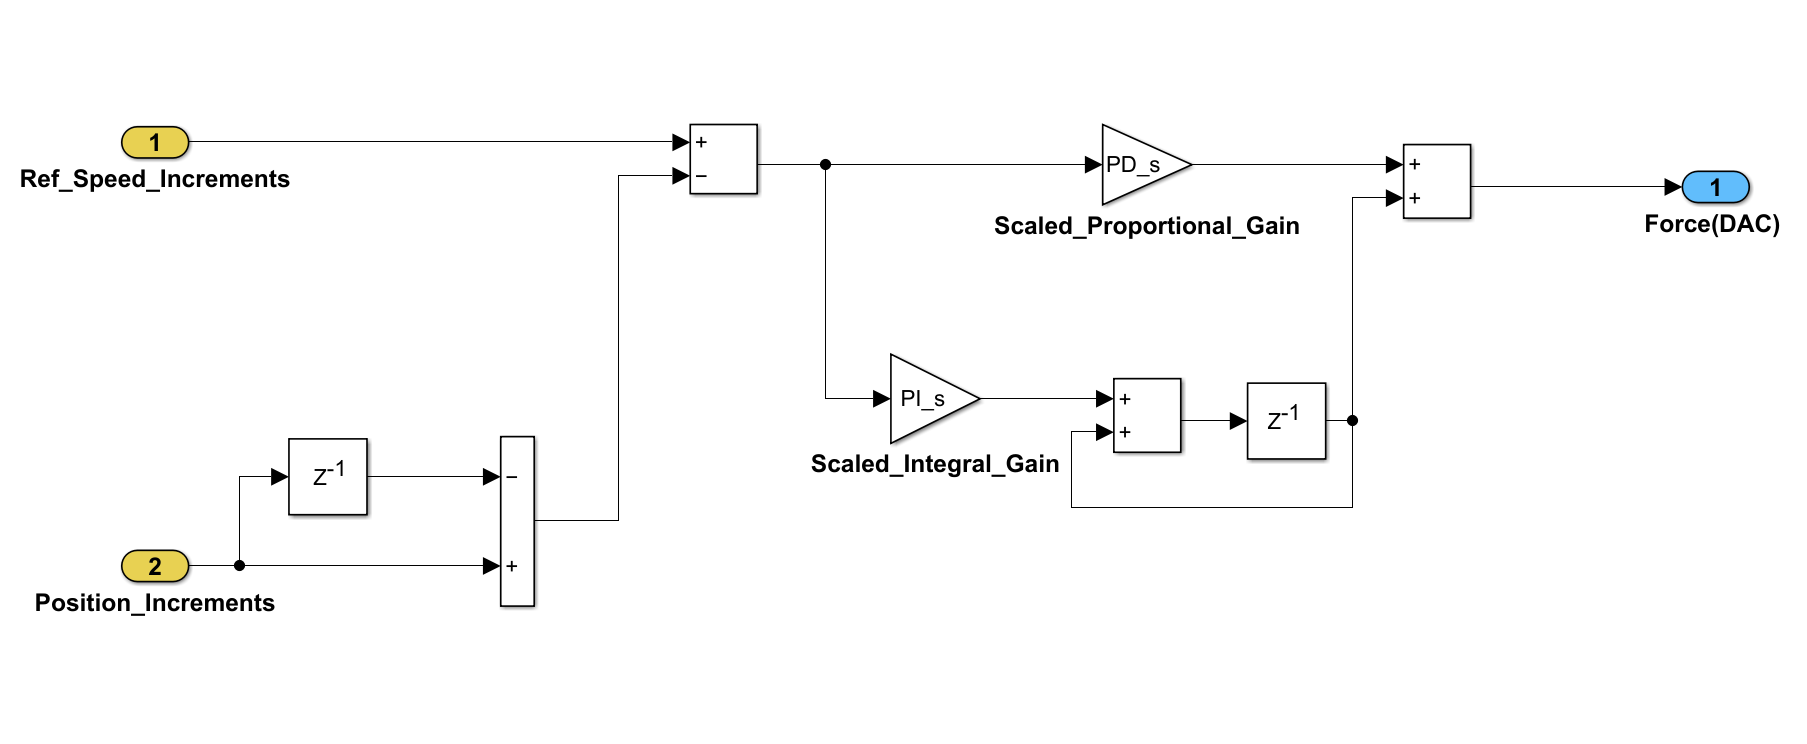 1
Ref_Speed_Increments
+
−
PD_s
Scaled_Proportional_Gain
+
+
1
Force(DAC)
PI_s
Scaled_Integral_Gain
+
+
Z-1
Z-1
−
+
2
Position_Increments